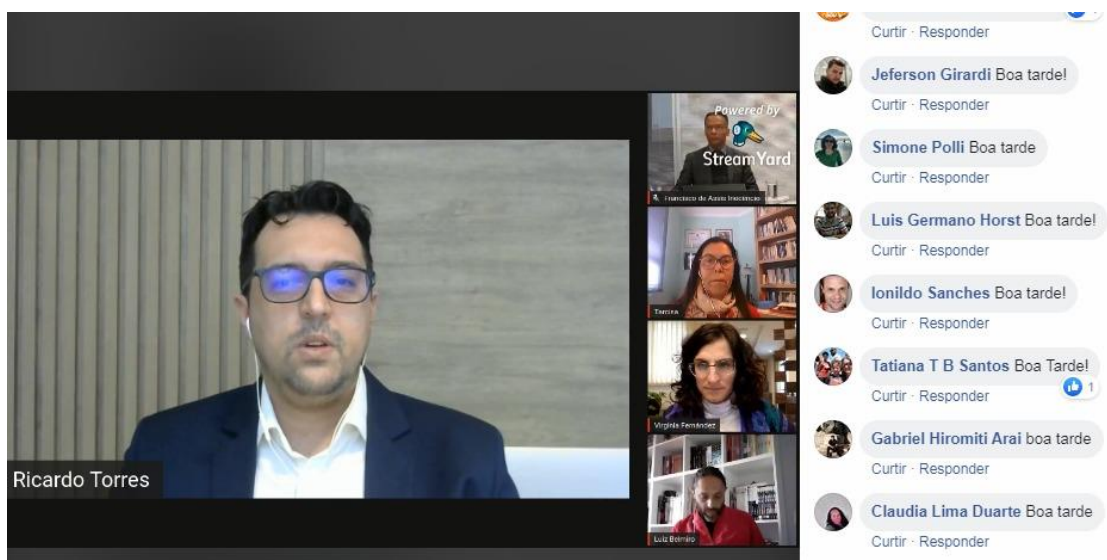 Ricardo Torres
Powered by
StreamYard
Francisco de Assis Inocêncio
Tarcisa
Virginia Fernández
Luiz Belmiro
Curtir · Responder
Jeferson Girardi Boa tarde!
Curtir · Responder
Simone Polli Boa tarde
Curtir · Responder
Luis Germano Horst Boa tarde!
Curtir · Responder
Ionildo Sanches Boa tarde!
Curtir · Responder
Tatiana T B Santos Boa Tarde!
Curtir · Responder
1
Gabriel Hiromiti Arai boa tarde
Curtir · Responder
Claudia Lima Duarte Boa tarde
Curtir · Responder